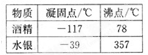 物质 凝固点/℃ 沸点/℃
酒精 -117 78
水银 -39 357